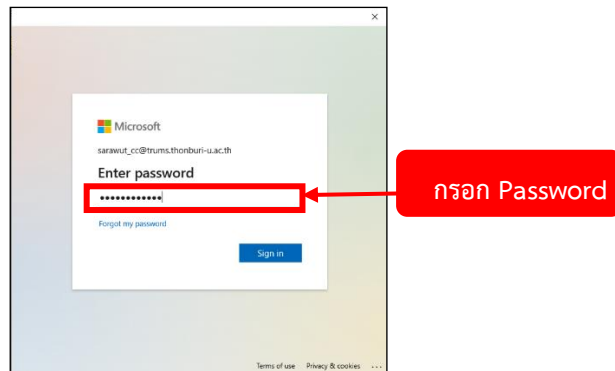 Microsoft
sarawut_cc@trums.thonburi-u.ac.th
Enter password
••••••••••••
Forgot my password
Sign in
กรอก Password
Terms of use Privacy & cookies ...